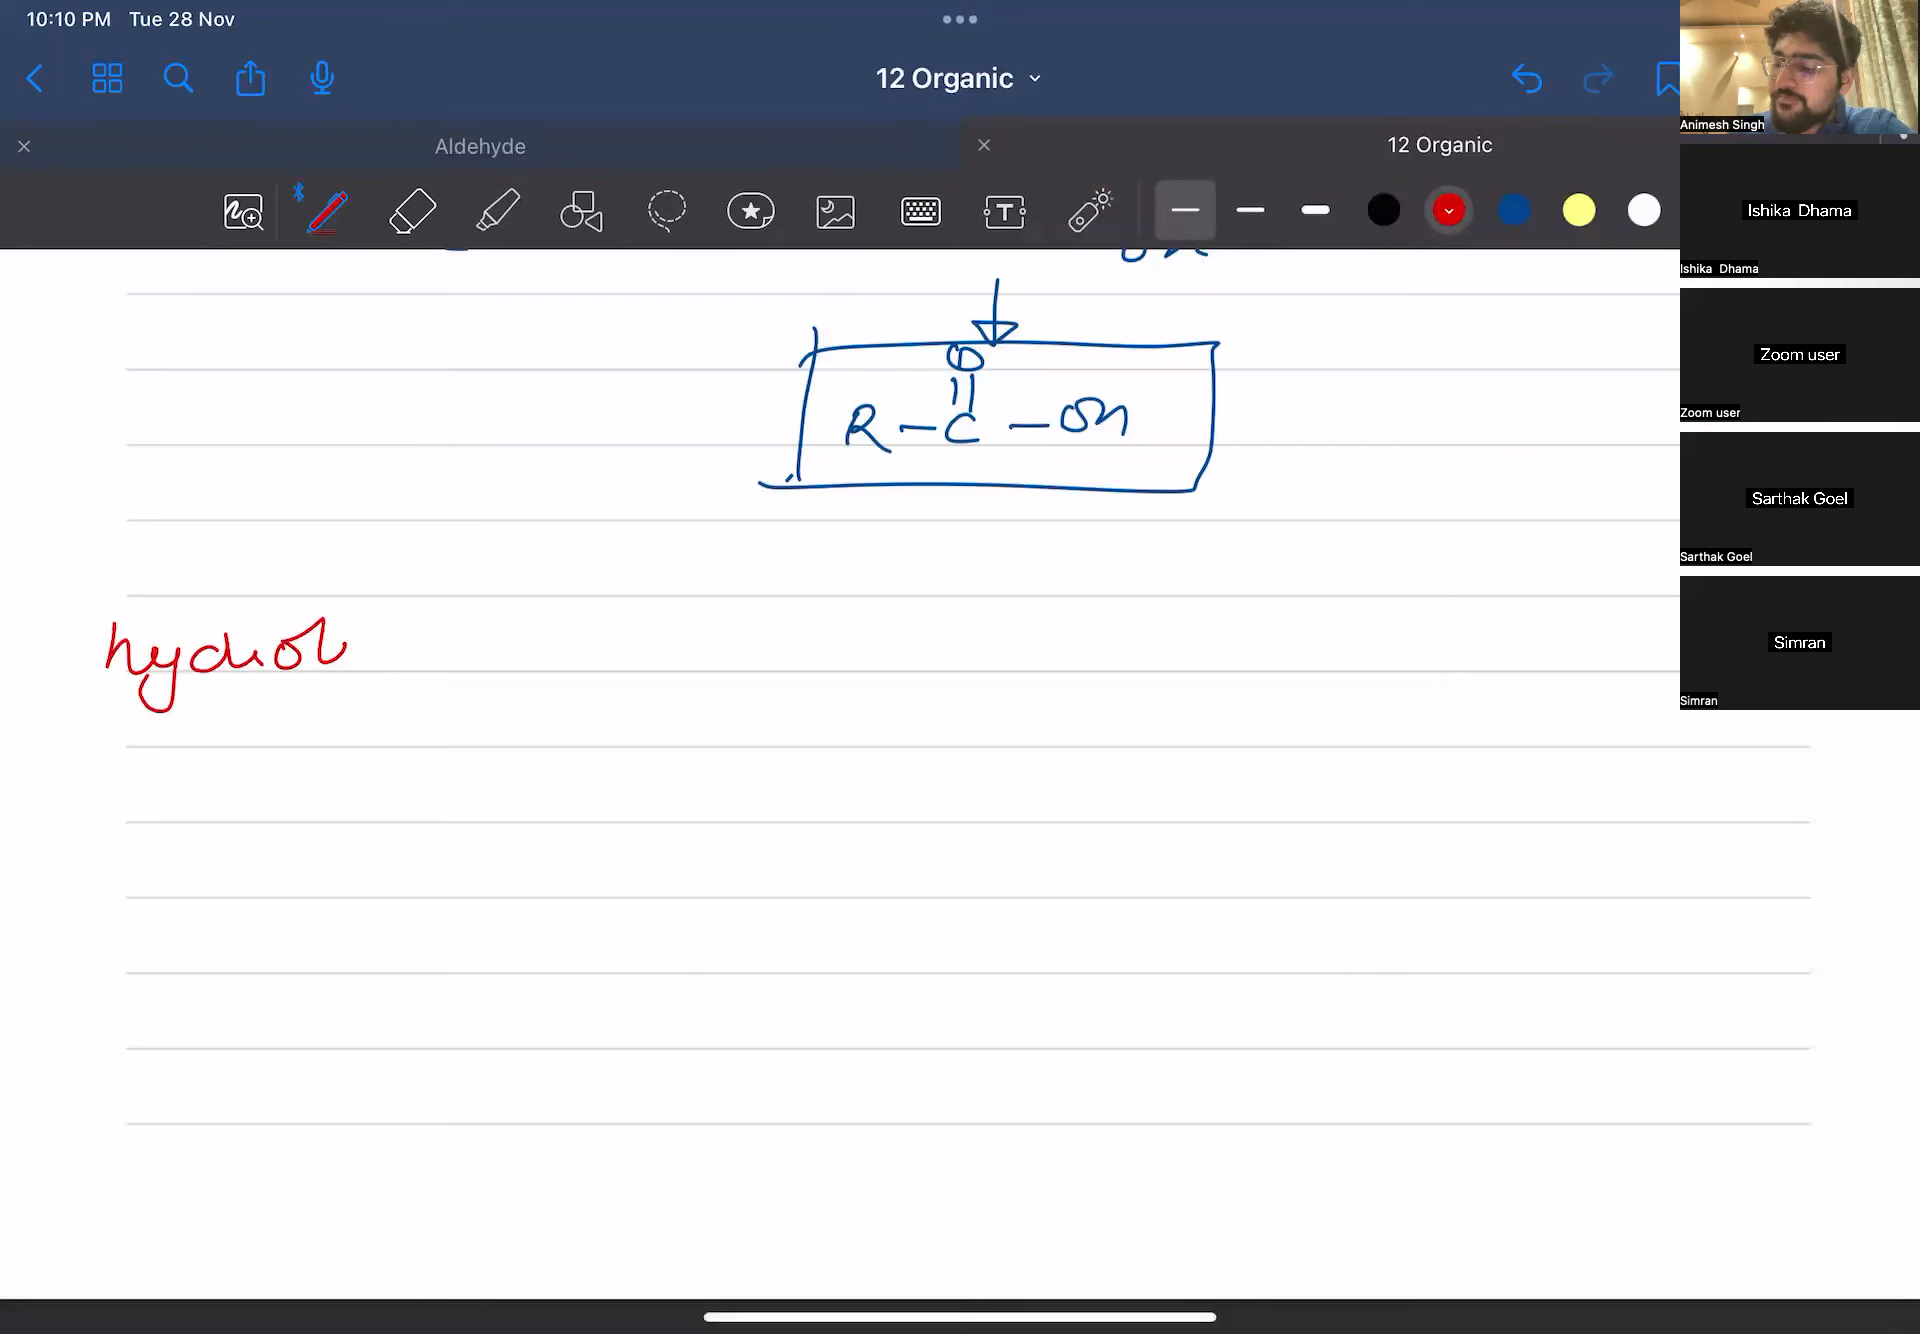 10:10 PM Tue 28 Nov
12 Organic
Aldehyde
12 Organic
T
O
R-C-OH
hydrol
Animesh Singh
Ishika Dhama
Ishika Dhama
Zoom user
Zoom user
Sarthak Goel
Sarthak Goel
Simran
Simran